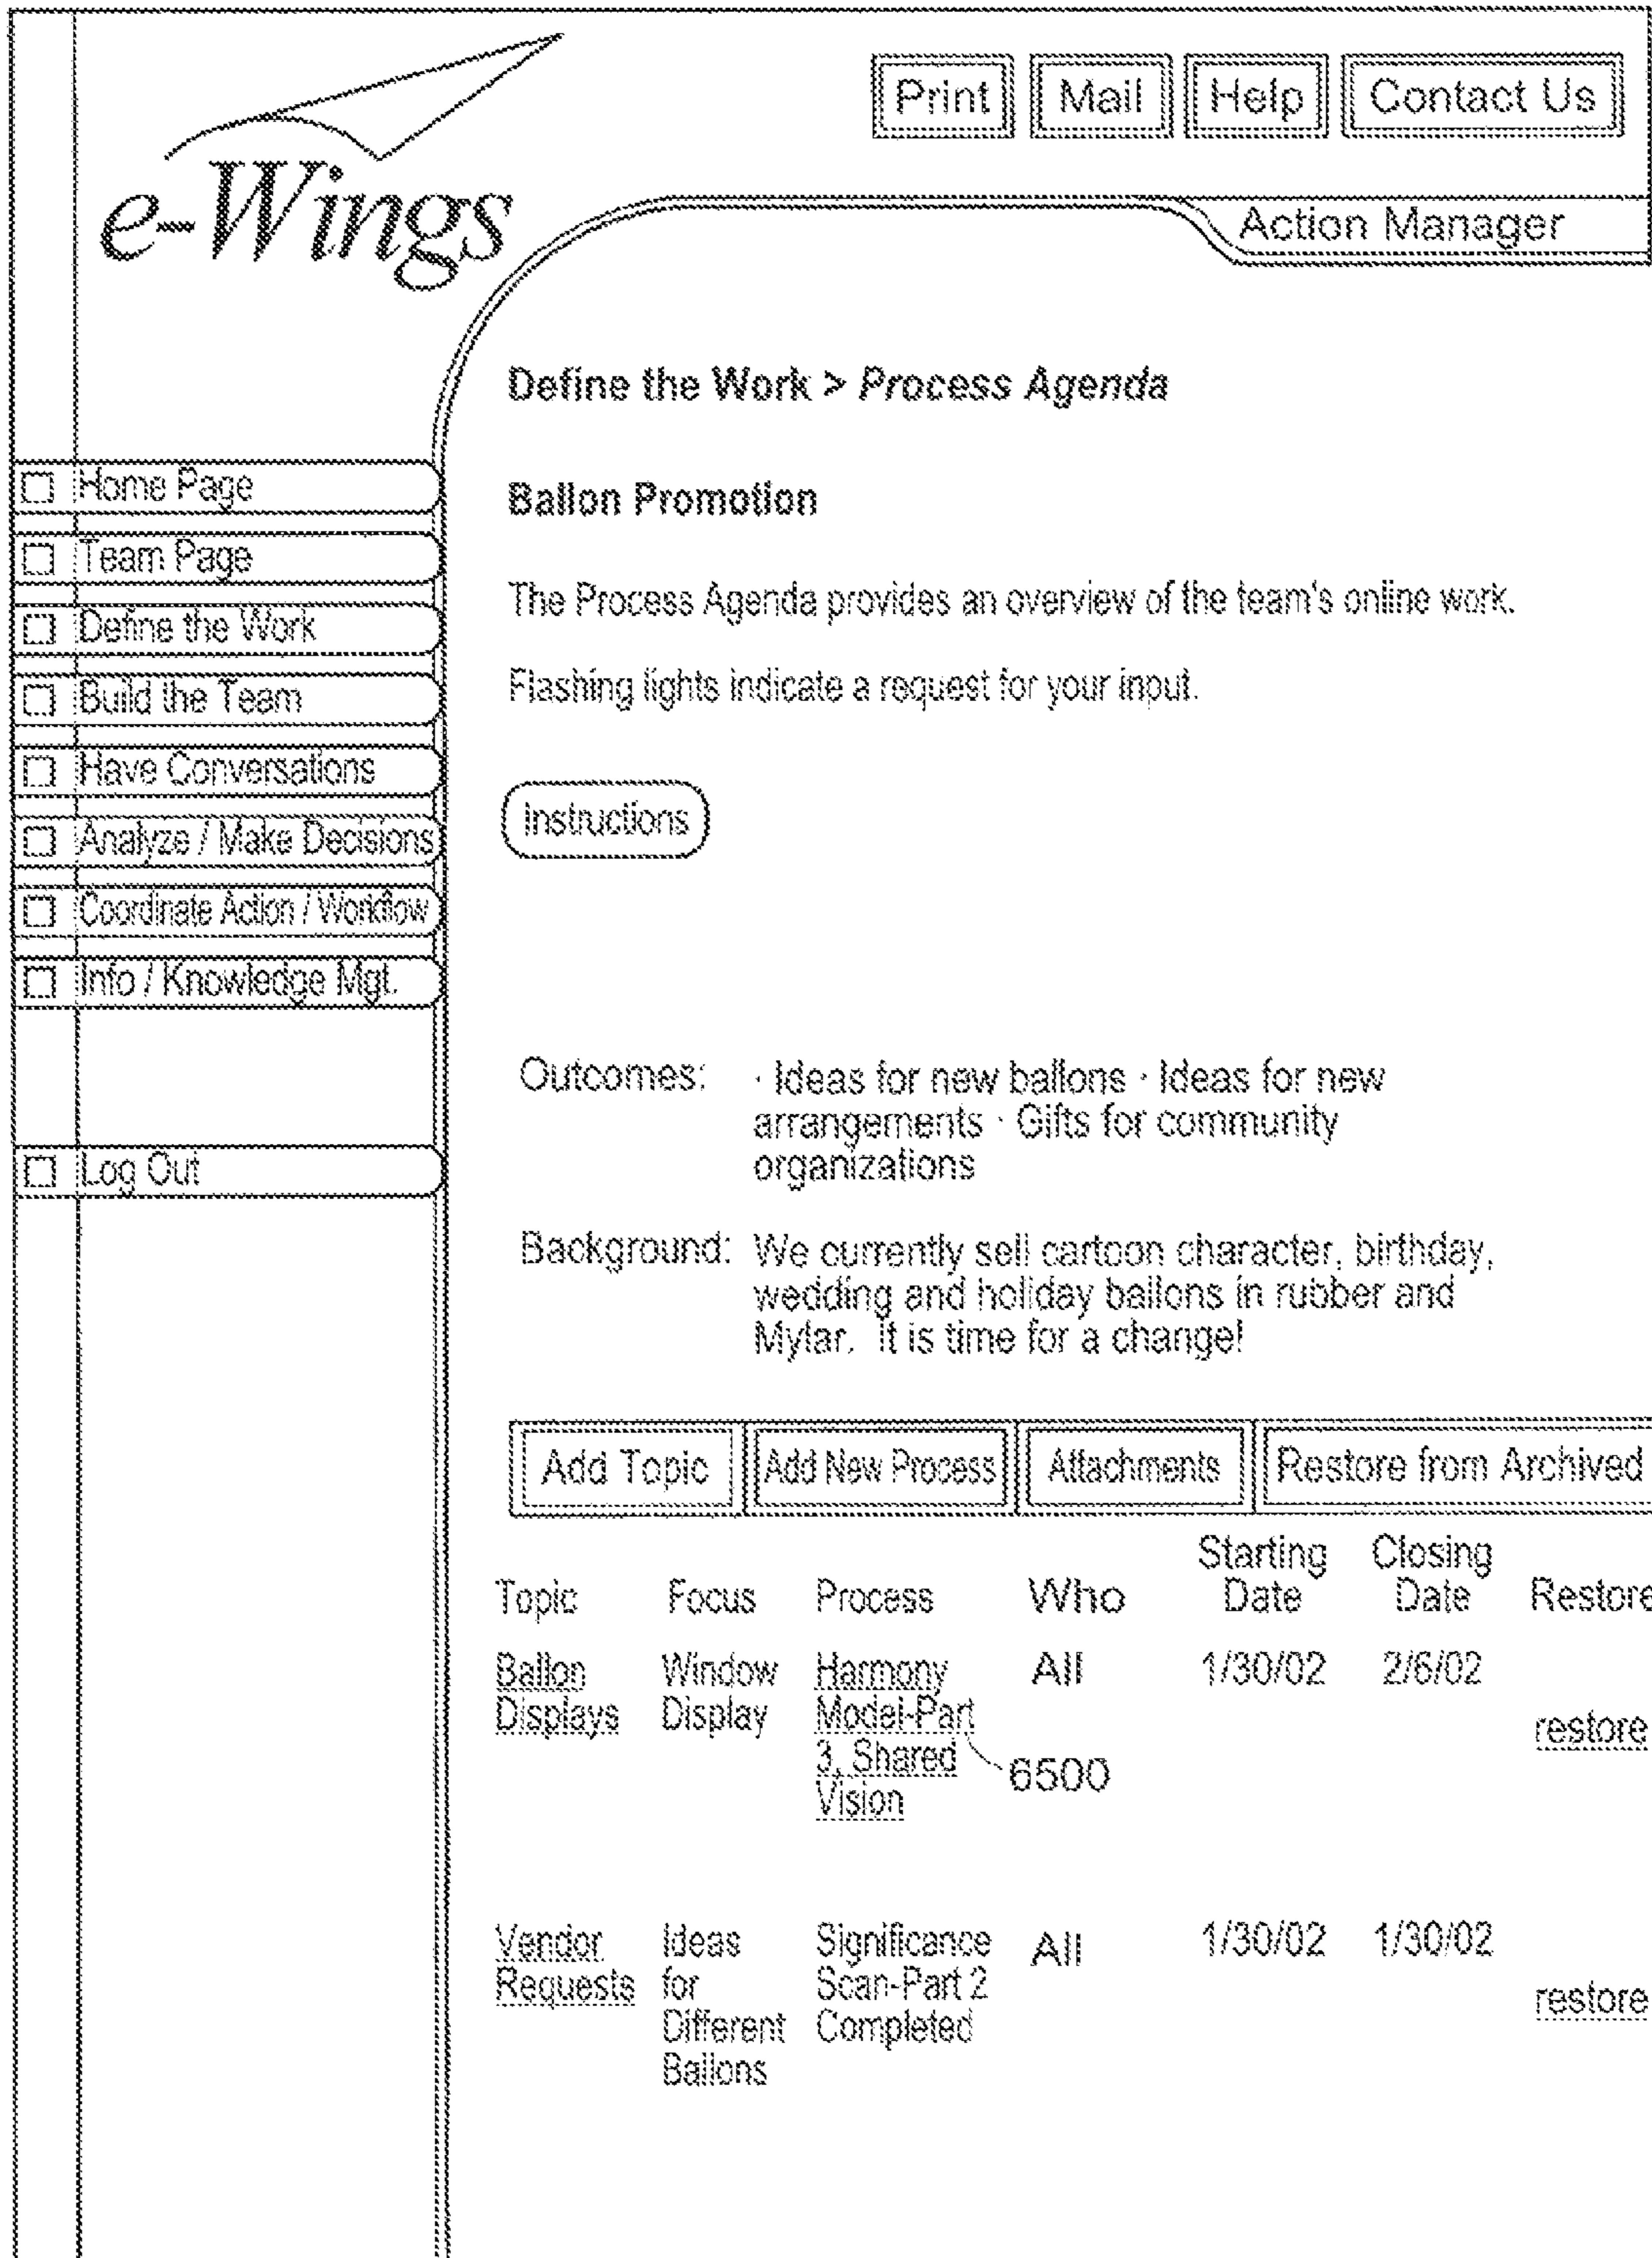 Print Mail Help Contact Us
e-Wings
Action Manager
Define the Work > Process Agenda
Home Page
Team Page
Define the Work
Build the Team
Have Conversations
Analyze / Make Decisions
Coordinate Action / Workflow
Info / Knowledge Mgt.
Log Out
Ballon Promotion
The Process Agenda provides an overview of the team's online work.
Flashing lights indicate a request for your input.
Instructions
Outcomes: · Ideas for new ballons · Ideas for new
arrangements · Gifts for community
organizations
Background: We currently sell cartoon character, birthday,
wedding and holiday ballons in rubber and
Mylar. It is time for a change!
Add Topic Add New Process Attachments Restore from Archived
Starting Closing
Topic Focus Process Who Date Date Restore
Ballon Window Harmony All 1/30/02 2/6/02
Displays Display Model-Part
restore
3, Shared
6500
Vision
Vendor Ideas Significance All 1/30/02 1/30/02
Requests for Scan-Part 2
restore
Different Completed
Ballons